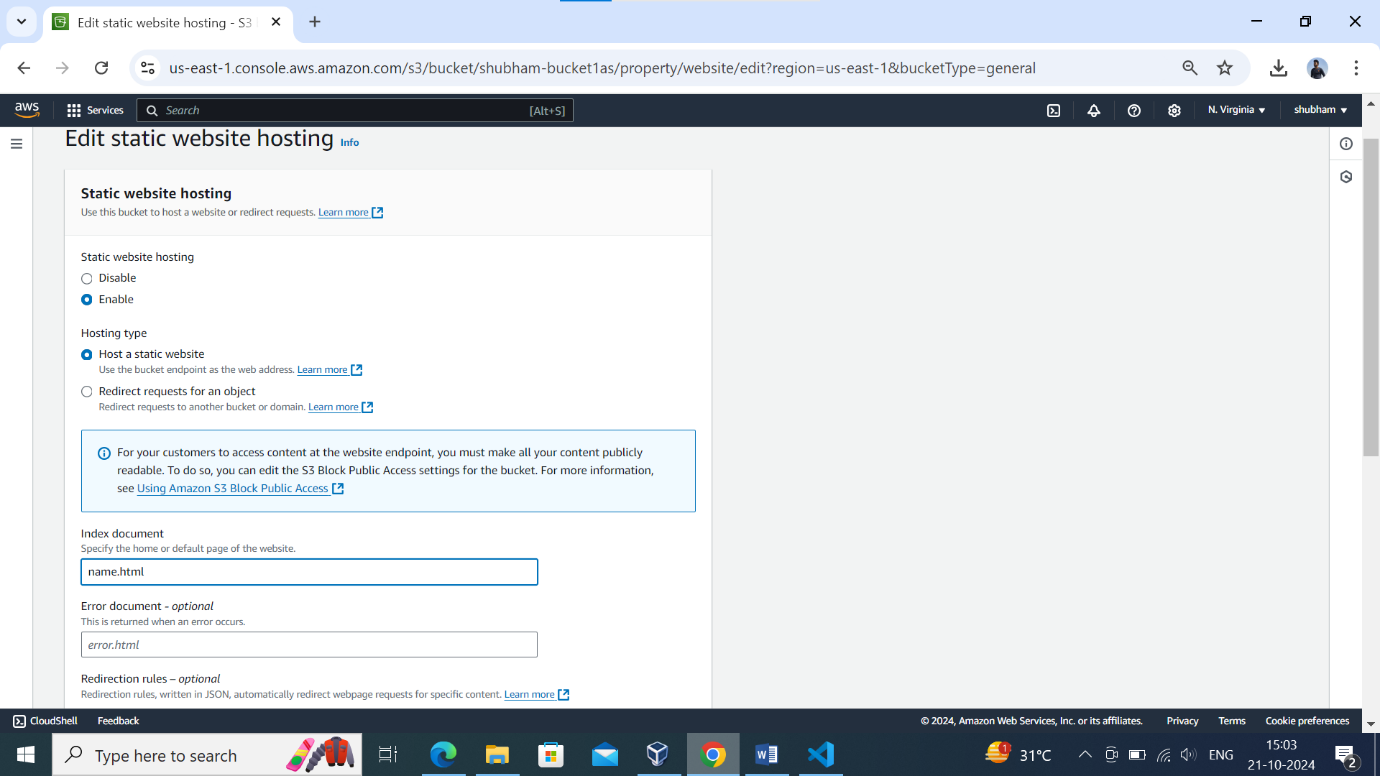 Edit static website hosting - S3
us-east-1.console.aws.amazon.com/s3/bucket/shubham-bucket1as/property/website/edit?region=us-east-1&bucketType=general
aws
Services
Search
[Alt+S]
N. Virginia
shubham
Edit static website hosting Info
Static website hosting
Use this bucket to host a website or redirect requests. Learn more
Static website hosting
Disable
Enable
Hosting type
Host a static website
Use the bucket endpoint as the web address. Learn more
Redirect requests for an object
Redirect requests to another bucket or domain. Learn more
For your customers to access content at the website endpoint, you must make all your content publicly
readable. To do so, you can edit the S3 Block Public Access settings for the bucket. For more information,
see Using Amazon S3 Block Public Access
Index document
Specify the home or default page of the website.
name.html
Error document - optional
This is returned when an error occurs.
error.html
Redirection rules – optional
Redirection rules, written in JSON, automatically redirect webpage requests for specific content. Learn more
CloudShell
Feedback
© 2024, Amazon Web Services, Inc. or its affiliates.
Privacy
Terms
Cookie preferences
Type here to search
1
31°C
ENG
15:03
21-10-2024
2